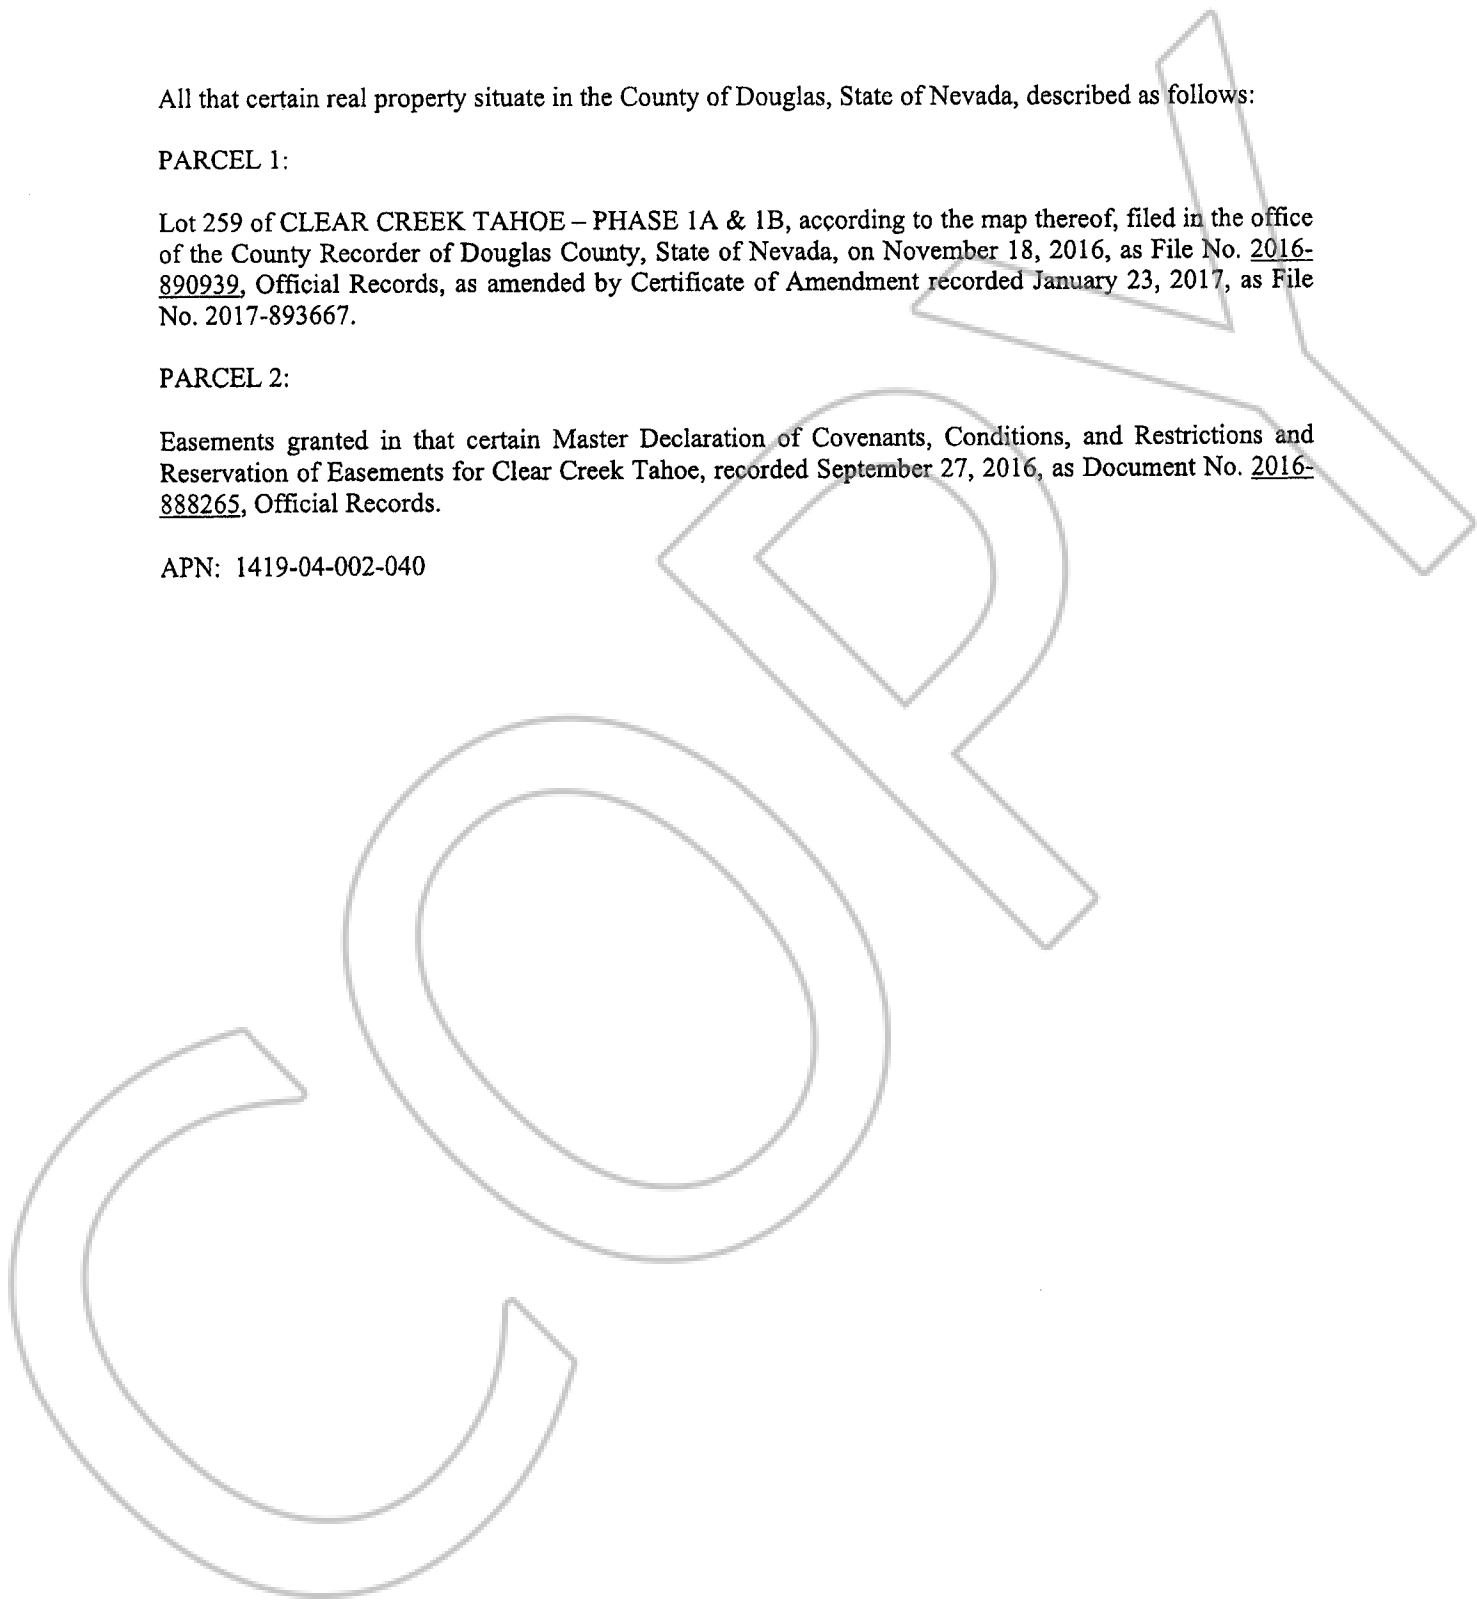 All that certain real property situate in the County of Douglas, State of Nevada, described as follows:
PARCEL 1:
Lot 259 of CLEAR CREEK TAHOE – PHASE 1A & 1B, according to the map thereof, filed in the office
of the County Recorder of Douglas County, State of Nevada, on November 18, 2016, as File No. 2016-
890939, Official Records, as amended by Certificate of Amendment recorded January 23, 2017, as File
No. 2017-893667.
PARCEL 2:
Easements granted in that certain Master Declaration of Covenants, Conditions, and Restrictions and
Reservation of Easements for Clear Creek Tahoe, recorded September 27, 2016, as Document No. 2016-
888265, Official Records.
APN: 1419-04-002-040
COPY